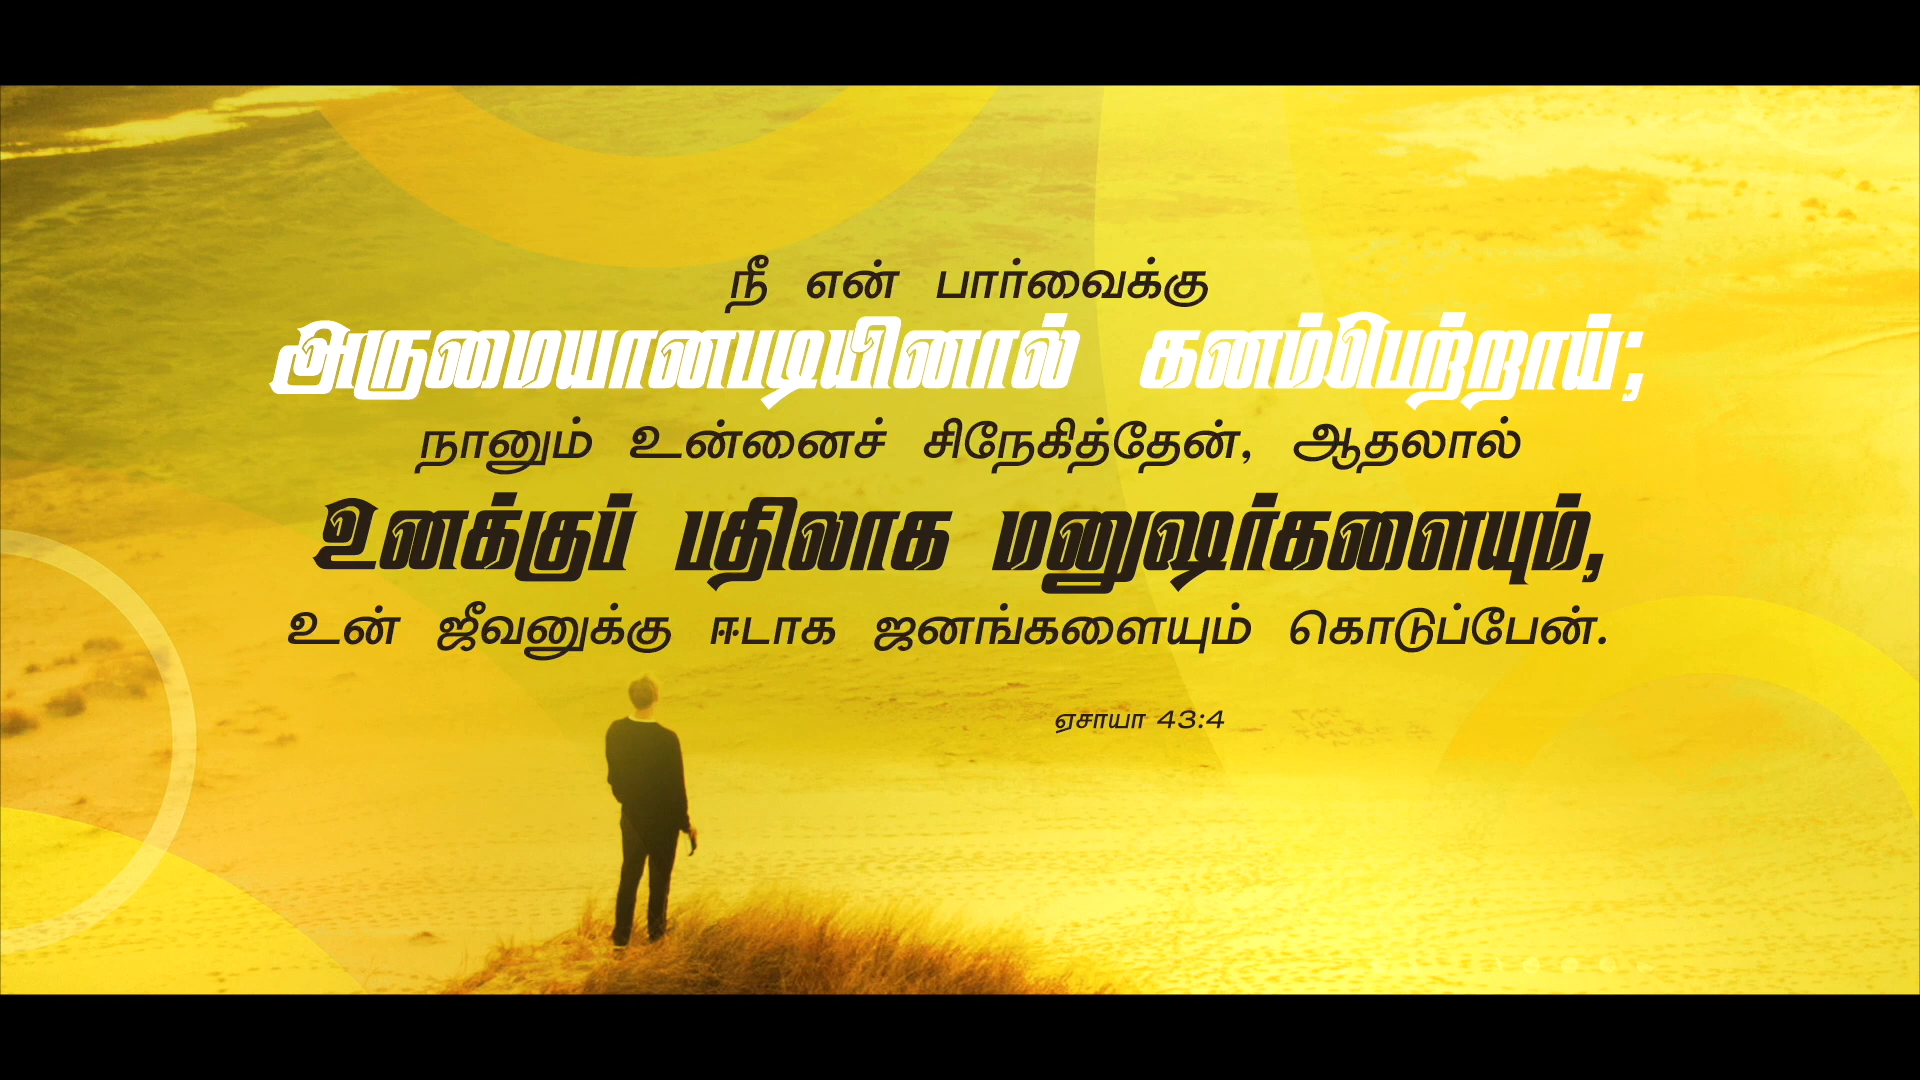 நீ என் பார்வைக்கு
அருமையானபடியினால் கனம்பெற்றாய்;
நானும் உன்னைச் சிநேகித்தேன், ஆதலால்
உனக்குப் பதிலாக மனுஷர்களையும்,
உன் ஜீவனுக்கு ஈடாக ஜனங்களையும் கொடுப்பேன்.
ஏசாயா 43:4